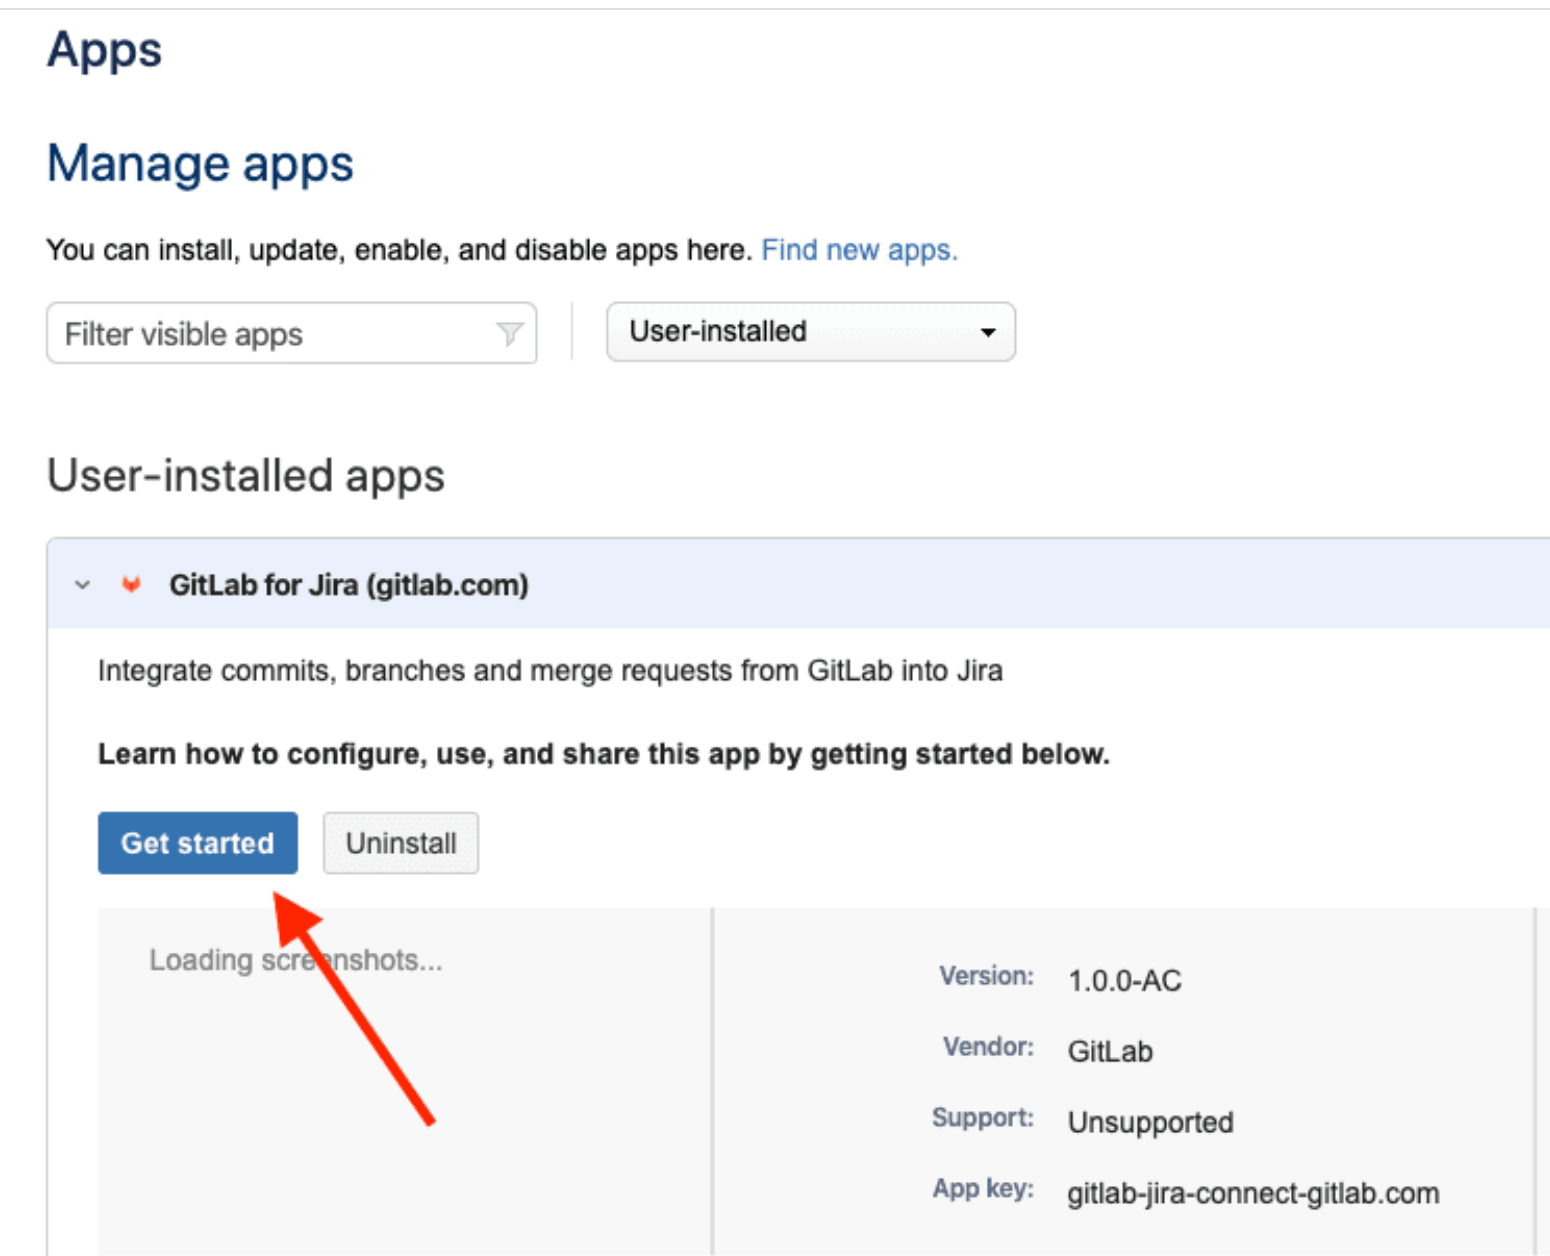 Apps
Manage apps
You can install, update, enable, and disable apps here. Find new apps.
Filter visible apps
User-installed
User-installed apps
GitLab for Jira (gitlab.com)
Integrate commits, branches and merge requests from GitLab into Jira
Learn how to configure, use, and share this app by getting started below.
Get started
Uninstall
Loading screenshots...
Version: 1.0.0-AC
Vendor: GitLab
Support: Unsupported
App key: gitlab-jira-connect-gitlab.com